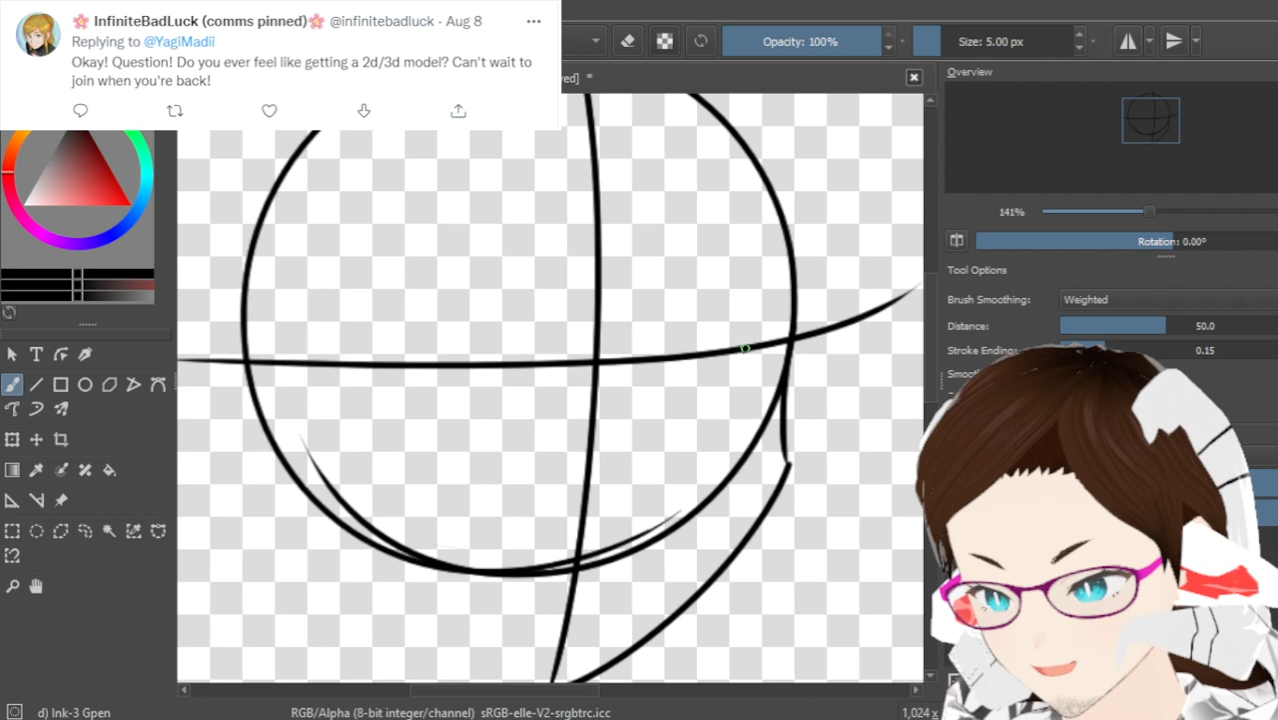 🌸 InfiniteBadLuck (comms pinned)🌸 @infinitebadluck · Aug 8
Replying to @YagiMadii
Okay! Question! Do you ever feel like getting a 2d/3d model? Can't wait to
join when you're back!
Opacity: 100%
Size: 5.00 px
*
Overview
141%
Rotation: 0.00°
Tool Options
Brush Smoothing: Weighted
Distance: 50.0
Stroke Ending: 0.15
d) Ink-3 Gpen
RGB/Alpha (8-bit integer/channel) sRGB-elle-V2-srgbtrc.icc
1,024 x